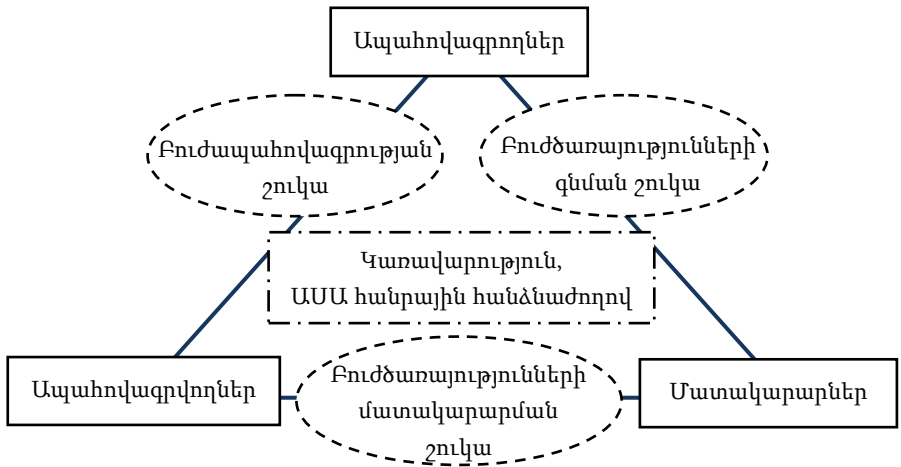 Ապահովագրողներ
Բուժապահովագրության
շուկա
Բուժծառայությունների
գնման շուկա
Կառավարություն,
ԱՍԱ հանրային հանձնաժողով
Ապահովագրվողներ
Բուժծառայությունների
մատակարարման
շուկա
Մատակարարներ